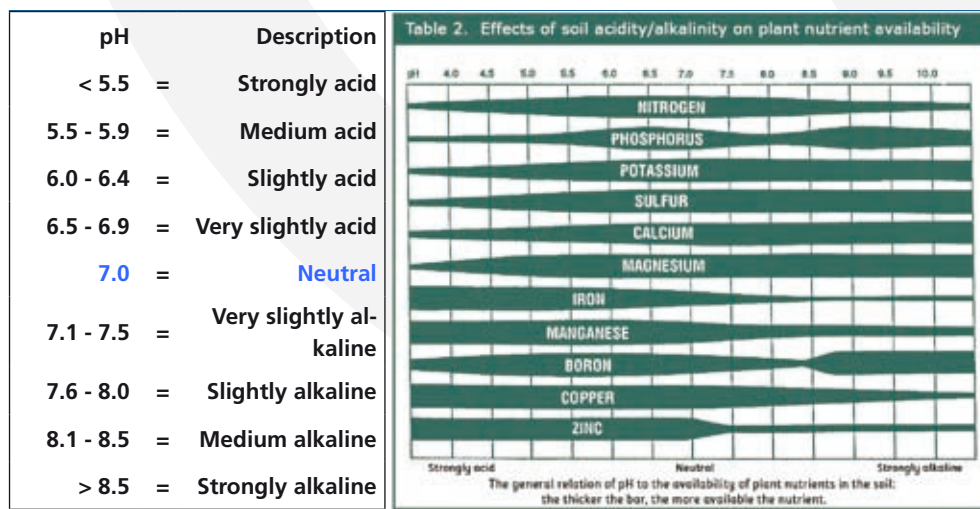 pH Description
< 5.5 = Strongly acid
5.5 - 5.9 = Medium acid
6.0 - 6.4 = Slightly acid
6.5 - 6.9 = Very slightly acid
7.0 = Neutral
7.1 - 7.5 = Very slightly al-
kaline
7.6 - 8.0 = Slightly alkaline
8.1 - 8.5 = Medium alkaline
> 8.5 = Strongly alkaline
Table 2. Effects of soil acidity/alkalinity on plant nutrient availability
pH 4.0 4.5 5.0 5.5 6.0 6.5 7.0 7.5 8.0 8.5 9.0 9.5 10.0
NITROGEN
PHOSPHORUS
POTASSIUM
SULFUR
CALCIUM
MAGNESIUM
IRON
MANGANESE
BORON
COPPER
ZINC
Strongly acid Neutral Strongly alkaline
The general relation of pH to the availability of plant nutrients in the soil:
the thicker the bar, the more available the nutrient.